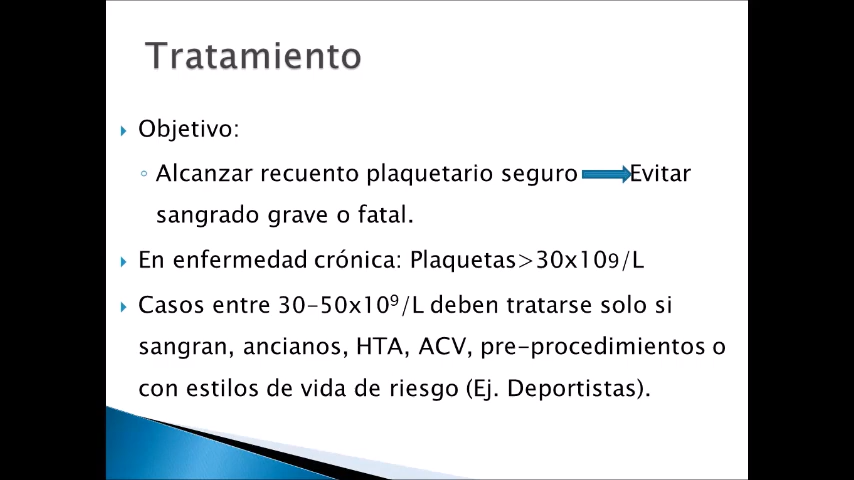 Tratamiento
Objetivo:
Alcanzar recuento plaquetario seguro Evitar
sangrado grave o fatal.
En enfermedad crónica: Plaquetas>30x109/L
Casos entre 30-50x10⁹/L deben tratarse solo si
sangran, ancianos, HTA, ACV, pre-procedimientos o
con estilos de vida de riesgo (Ej. Deportistas).